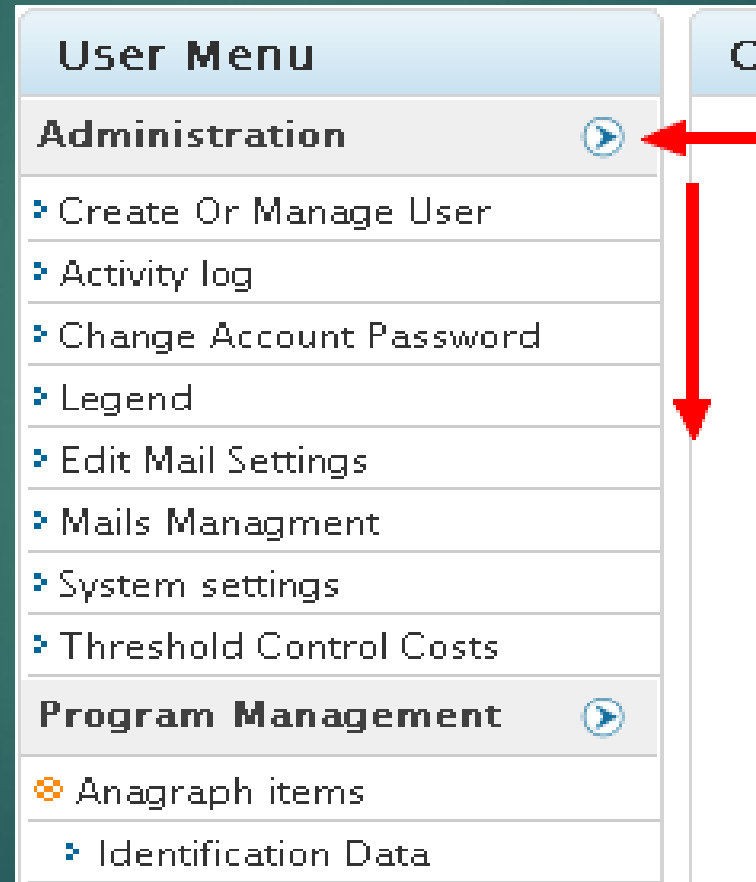 User Menu
Administration
Create Or Manage User
Activity log
Change Account Password
Legend
Edit Mail Settings
Mails Managment
System settings
Threshold Control Costs
Program Management
Anagraph items
Identification Data